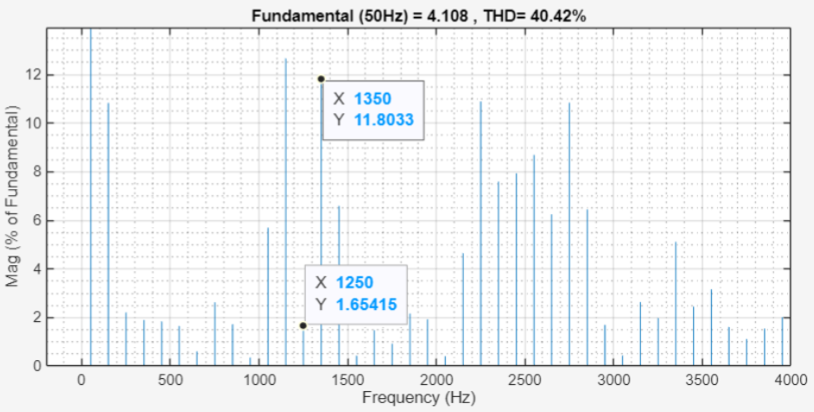 Fundamental (50Hz) = 4.108 , THD= 40.42%
12
10
8
6
4
2
0
Mag (% of Fundamental)
X 1350
Y 11.8033
X 1250
Y 1.65415
0 500 1000 1500 2000 2500 3000 3500 4000
Frequency (Hz)